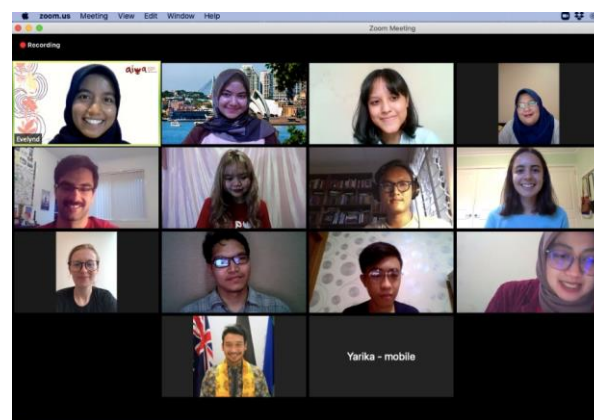 zoom.us Meeting View Edit Window Help
Zoom Meeting
Recording
aiya
Evelynd
Yarika - mobile